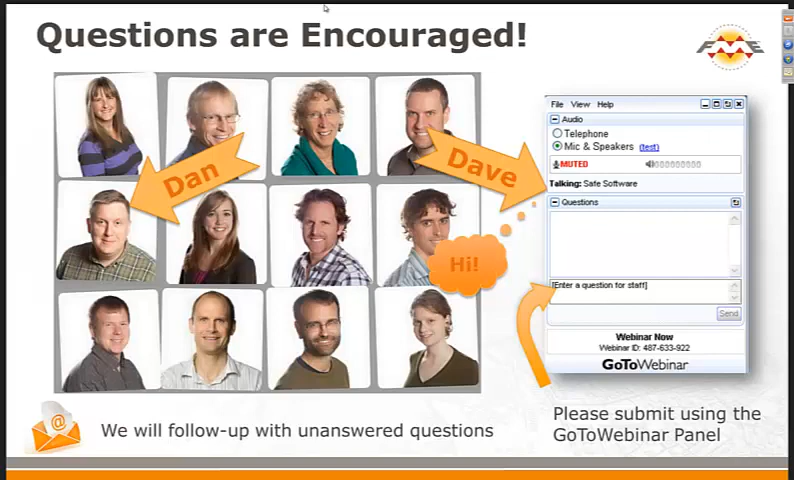 Questions are Encouraged!
FME
Dan
Dave
Hi!
File View Help
Audio
Telephone
Mic & Speakers (test)
MUTED
Talking: Safe Software
Questions
[Enter a question for staff]
Send
Webinar Now
Webinar ID: 487-633-922
GoToWebinar
@
We will follow-up with unanswered questions
Please submit using the
GoToWebinar Panel